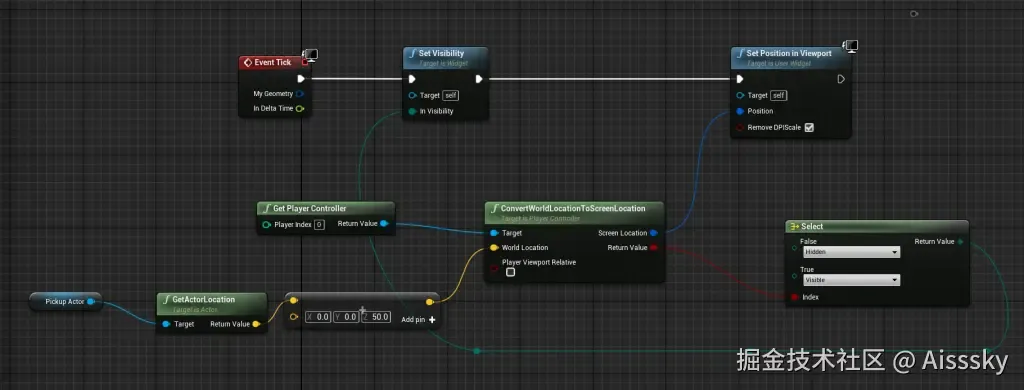 Event Tick
My Geometry
In Delta Time
Set Visibility
Target is Widget
Target self
In Visibility
Set Position in Viewport
Target is User Widget
Target self
Position
Remove DPIScale
Get Player Controller
Player Index 0
Return Value
ConvertWorldLocationToScreenLocation
Target is Player Controller
Target
Screen Location
World Location
Return Value
Player Viewport Relative
Select
False
Return Value
Hidden
True
Visible
Index
Pickup Actor
GetActorLocation
Target is Actor
Target
Return Value
X 0.0 Y 0.0 Z 50.0
Add pin +
掘金技术社区 @ Aisssky